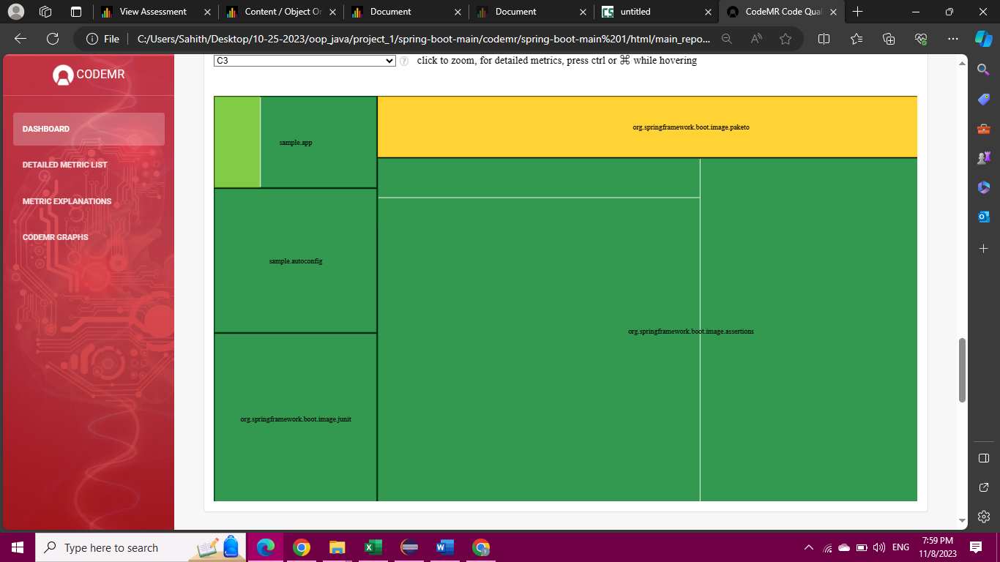 View Assessment
Content / Object Or
Document
Document
untitled
CodeMR Code Qual
File
C:/Users/Sahith/Desktop/10-25-2023/oop_java/project_1/spring-boot-main/codemr/spring-boot-main%201/html/main_repo...
CODEMR
DASHBOARD
DETAILED METRIC LIST
METRIC EXPLANATIONS
CODEMR GRAPHS
C3
click to zoom, for detailed metrics, press ctrl or ⌘ while hovering
sample.app
org.springframework.boot.image.paketo
sample.autoconfig
org.springframework.boot.image.assertions
org.springframework.boot.image.junit
Type here to search
ENG
7:59 PM
11/8/2023